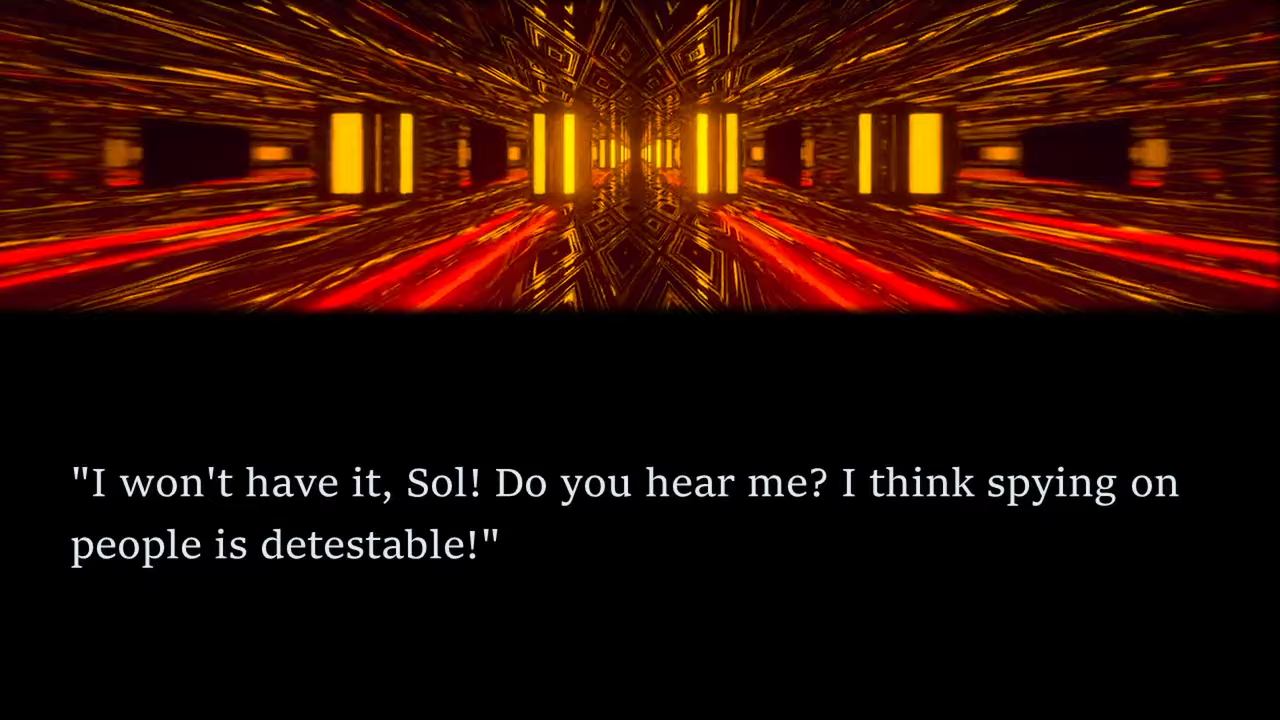 "I won't have it, Sol! Do you hear me? I think spying on
people is detestable!"